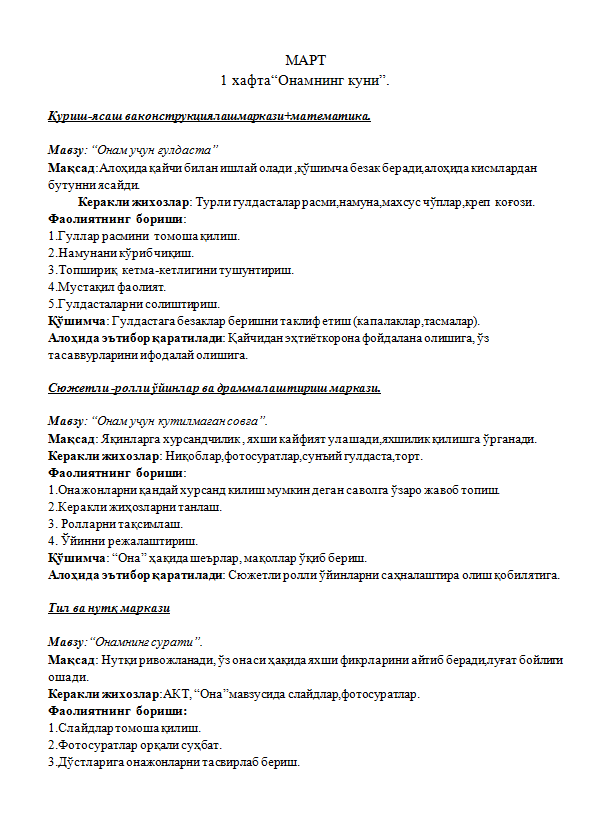 МАРТ
1 хафта“Онамнинг куни”.
Қуриш-ясаш ваконструкциялашмаркази+математика.
Мавзу: “Онам учун гулдаста”
Мақсад:Алоҳида қайчи билан ишлай олади ,қўшимча безак беради,алоҳида кисмлардан
бутунни ясайди.
Керакли жихозлар: Турли гулдасталар расми,намуна,махсус чўплар,креп коғози.
Фаолиятнинг бориши:
1.Гуллар расмини томоша қилиш.
2.Намунани кўриб чиқиш.
3.Топшириқ кетма-кетлигини тушунтириш.
4.Мустақил фаолият.
5.Гулдасталарни солиштириш.
Қўшимча: Гулдастага безаклар беришни таклиф етиш (капалаклар,тасмалар).
Алоҳида эътибор қаратилади: Қайчидан эҳтиёткорона фойдалана олишига, ўз
тасаввурларини ифодалай олишига.
Сюжетли-ролли ўйинлар ва драммалаштириш маркази.
Мавзу: “Онам учун кутилмаган совға”.
Мақсад: Яқинларга хурсандчилик , яхши кайфият улашади,яхшилик қилишга ўрганади.
Керакли жихозлар: Ниқоблар,фотосуратлар,сунъий гулдаста,торт.
Фаолиятнинг бориши:
1.Онажонларни қандай хурсанд килиш мумкин деган саволга ўзаро жавоб топиш.
2.Керакли жиҳозларни танлаш.
3. Ролларни тақсимлаш.
4. Ўйинни режалаштириш.
Қўшимча: “Она” ҳақида шеърлар, мақоллар ўқиб бериш.
Алоҳида эътибор қаратилади: Сюжетли ролли ўйинларни саҳналаштира олиш қобилятига.
Тил ва нутқ маркази
Мавзу:“Онамнинг сурати”.
Мақсад: Нутқи ривожланади, ўз онаси ҳақида яхши фикрларини айтиб беради,луғат бойлиги
ошади.
Керакли жихозлар:АКТ, “Она”мавзусида слайдлар,фотосуратлар.
Фаолиятнинг бориши:
1.Слайдлар томоша қилиш.
2.Фотосуратлар орқали суҳбат.
3.Дўстларига онажонларни тасвирлаб бериш.